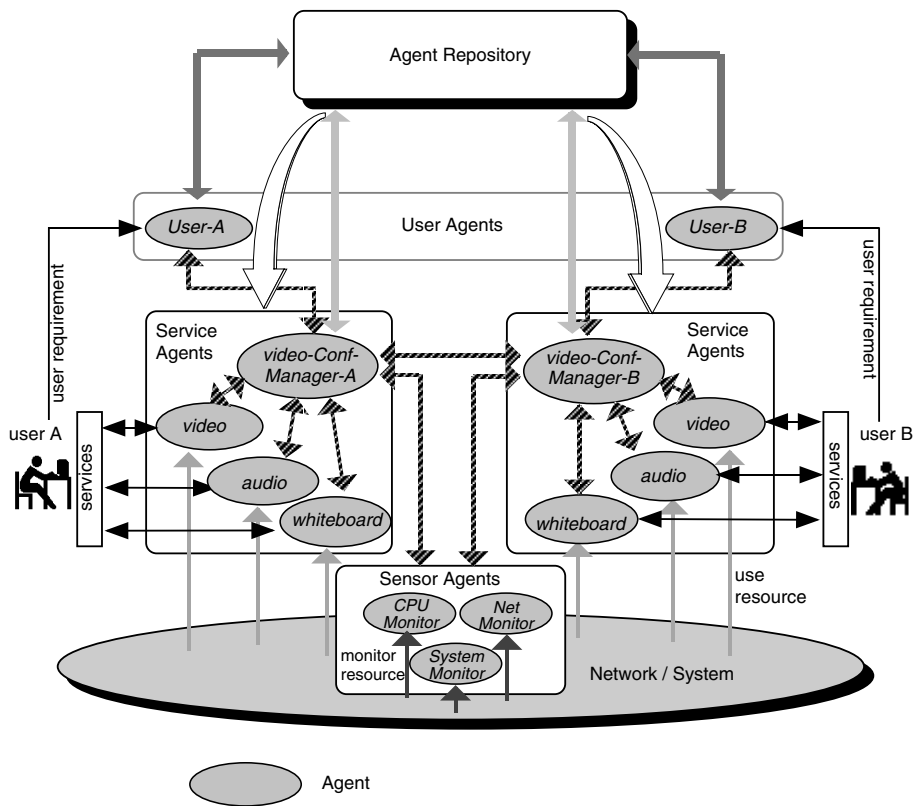 Agent Repository
User-A
User Agents
User-B
user requirement
user requirement
Service
Agents
video-Conf-
Manager-A
video-Conf-
Manager-B
Service
Agents
user A
video
video
user B
services
audio
audio
services
whiteboard
whiteboard
Sensor Agents
CPU
Monitor
Net
Monitor
use
resource
monitor
resource
System
Monitor
Network / System
Agent